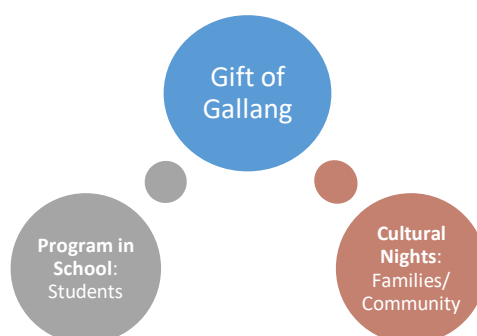 Gift of
Gallang
Program in
School:
Students
Cultural
Nights:
Families/
Community